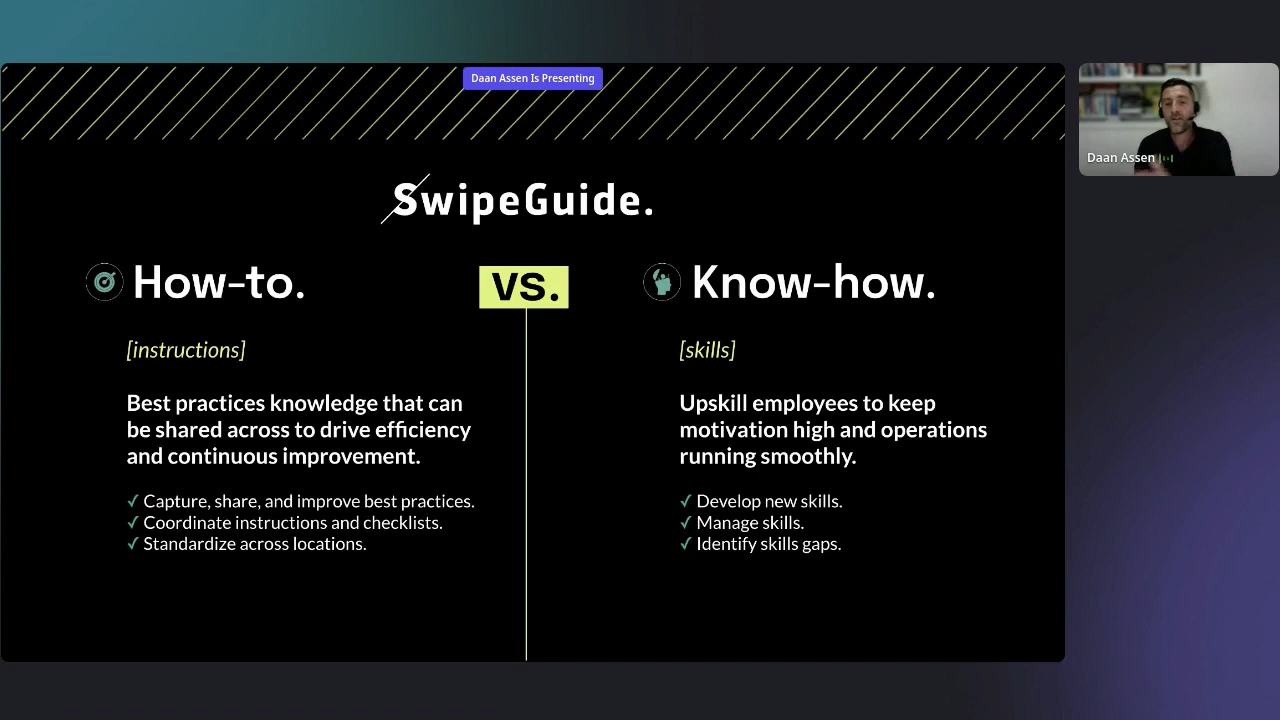 Daan Assen Is Presenting
Daan Assen
SwipeGuide.
How-to.
vs.
Know-how.
[instructions]
Best practices knowledge that can
be shared across to drive efficiency
and continuous improvement.
✓ Capture, share, and improve best practices.
✓ Coordinate instructions and checklists.
✓ Standardize across locations.
[skills]
Upskill employees to keep
motivation high and operations
running smoothly.
✓ Develop new skills.
✓ Manage skills.
✓ Identify skills gaps.